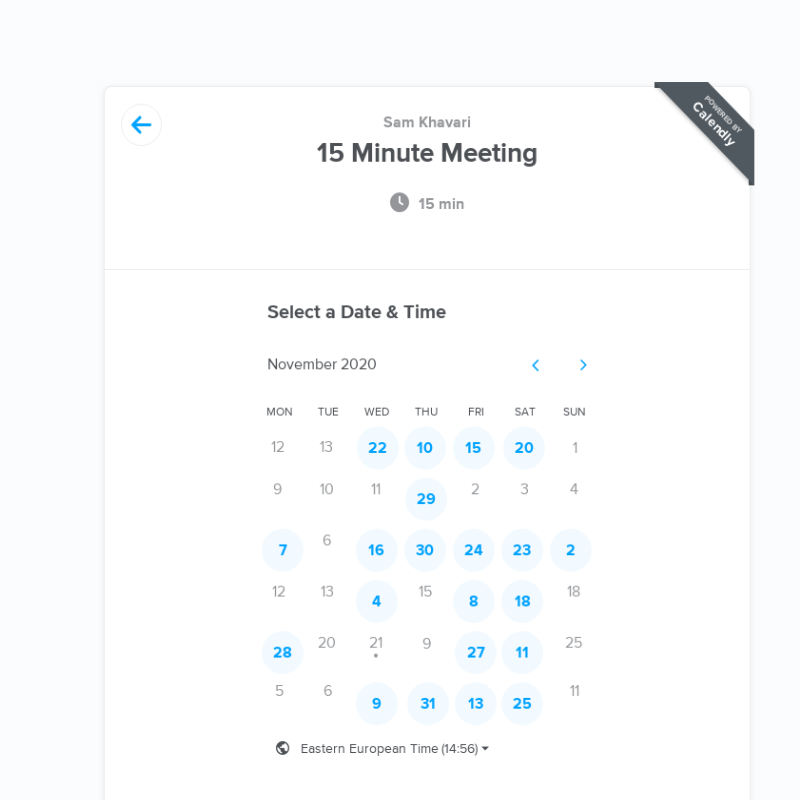 POWERED BY
Calendly
Sam Khavari
15 Minute Meeting
15 min
Select a Date & Time
November 2020
MON TUE WED THU FRI SAT SUN
12 13 22 10 15 20 1
9 10 11 29 2 3 4
7 6 16 30 24 23 2
12 13 4 15 8 18 18
28 20 21 9 27 11 25
5 6 9 31 13 25 11
Eastern European Time (14:56)